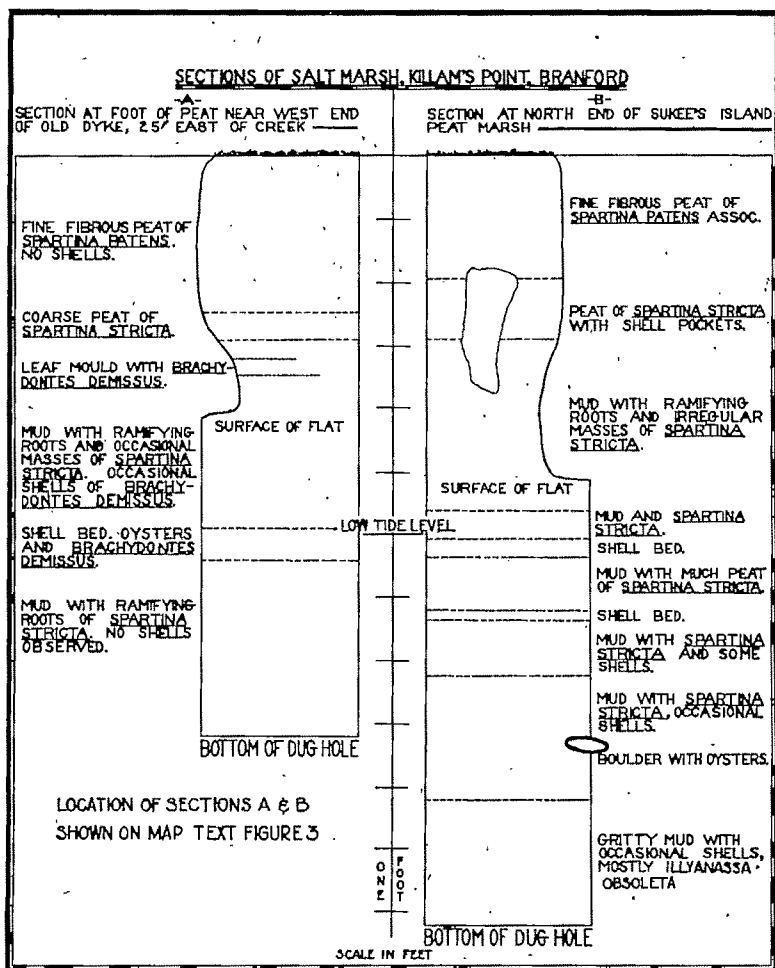 SECTIONS OF SALT MARSH, KILLAM'S POINT, BRANFORD
-A-
SECTION AT FOOT OF PEAT NEAR WEST END
OF OLD DYKE, 25' EAST OF CREEK
FINE FIBROUS PEAT OF
SPARTINA PATENS.
NO SHELLS.
COARSE PEAT OF
SPARTINA STRICTA.
LEAF MOULD WITH BRACHY-
DONTES DEMISSUS.
SURFACE OF FLAT
MUD WITH RAMIFYING
ROOTS AND OCCASIONAL
MASSES OF SPARTINA
STRICTA. OCCASIONAL
SHELLS OF BRACHY-
DONTES DEMISSUS.
SHELL BED. OYSTERS
AND BRACHYDONTES
DEMISSUS.
MUD WITH RAMIFYING
ROOTS OF SPARTINA
STRICTA. NO SHELLS
OBSERVED.
BOTTOM OF DUG HOLE
LOCATION OF SECTIONS A & B
SHOWN ON MAP TEXT FIGURE 3
LOW TIDE LEVEL
ONE FOOT
SCALE IN FEET
-B-
SECTION AT NORTH END OF SUKEE'S ISLAND
PEAT MARSH
FINE FIBROUS PEAT OF
SPARTINA PATENS ASSOC.
PEAT OF SPARTINA STRICTA
WITH SHELL POCKETS.
MUD WITH RAMIFYING
ROOTS AND IRREGULAR
MASSES OF SPARTINA
STRICTA.
SURFACE OF FLAT
MUD AND SPARTINA
STRICTA.
SHELL BED.
MUD WITH MUCH PEAT
OF SPARTINA STRICTA.
SHELL BED.
MUD WITH SPARTINA
STRICTA AND SOME
SHELLS.
MUD WITH SPARTINA
STRICTA, OCCASIONAL
SHELLS.
BOULDER WITH OYSTERS.
GRITTY MUD WITH
OCCASIONAL SHELLS,
MOSTLY ILLYANASSA
OBSOLETA
BOTTOM OF DUG HOLE